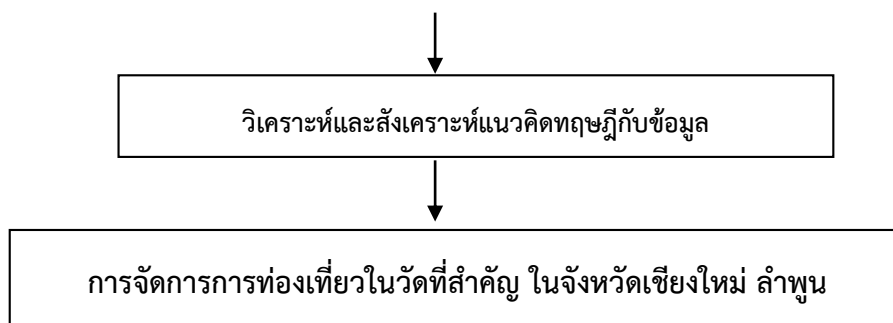 วิเคราะห์และสังเคราะห์แนวคิดทฤษฎีกับข้อมูล
การจัดการการท่องเที่ยวในวัดที่สำคัญ ในจังหวัดเชียงใหม่ ลำพูน